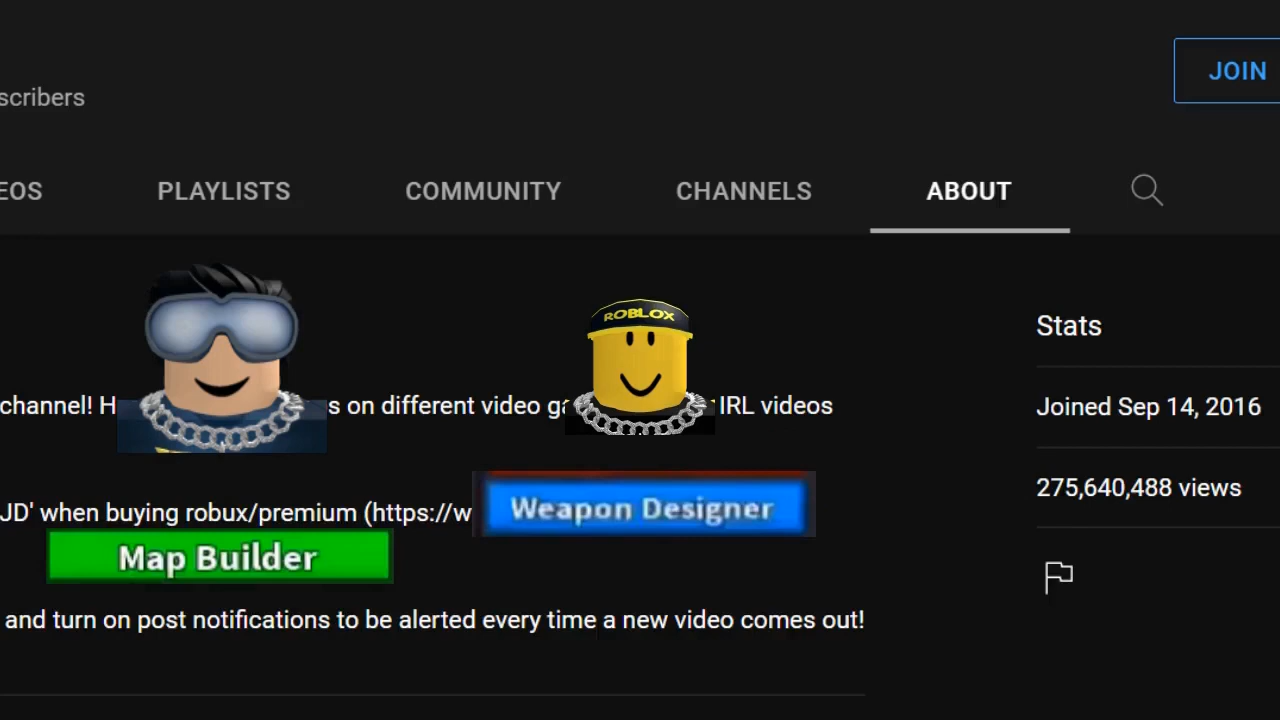 scribers
JOIN
EOS PLAYLISTS COMMUNITY CHANNELS ABOUT
ROBLOX
Stats
channel! H s on different video ga IRL videos
Joined Sep 14, 2016
275,640,488 views
JD' when buying robux/premium (https://w
Weapon Designer
Map Builder
and turn on post notifications to be alerted every time a new video comes out!